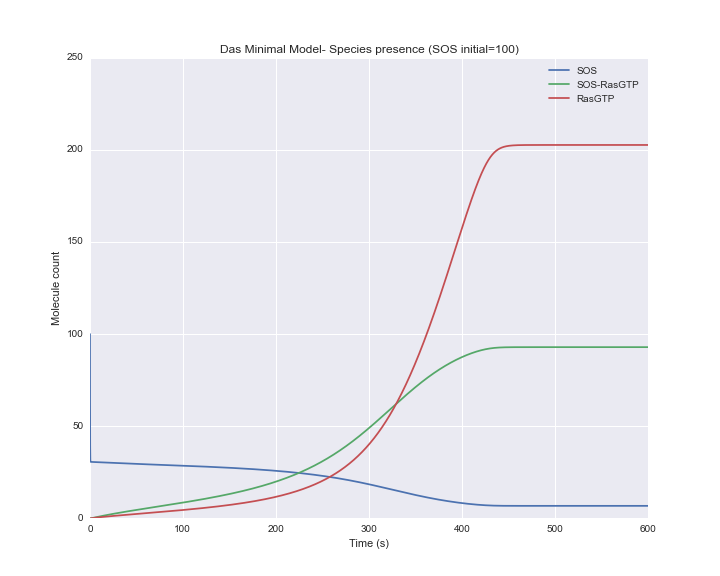 Das Minimal Model- Species presence (SOS initial=100)
250
200
150
100
50
0
Molecule count
SOS
SOS-RasGTP
RasGTP
0 100 200 300 400 500 600
Time (s)